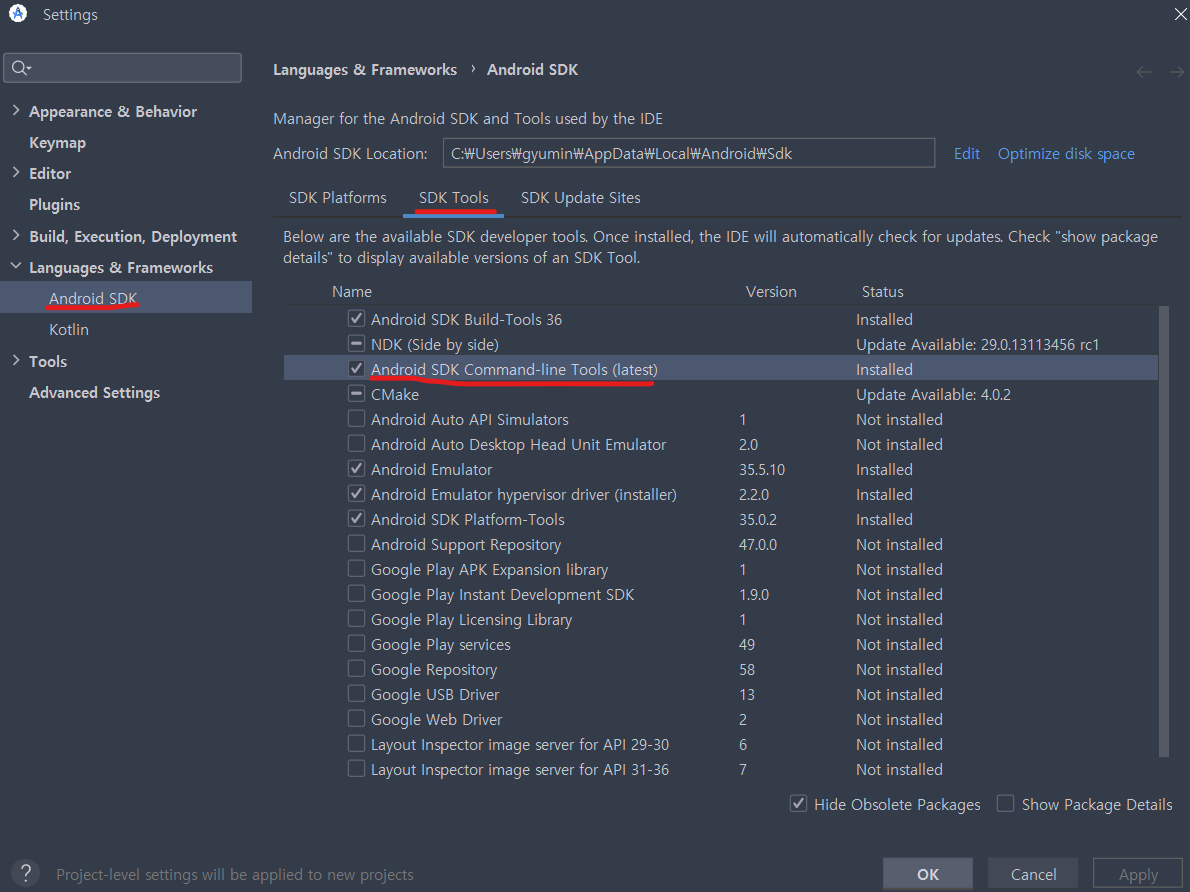 Settings
Languages & Frameworks › Android SDK
Appearance & Behavior
Keymap
Editor
Plugins
Build, Execution, Deployment
Languages & Frameworks
Android SDK
Kotlin
Tools
Advanced Settings
Manager for the Android SDK and Tools used by the IDE
Android SDK Location: C:₩Users₩gyumin₩AppData₩Local₩Android₩Sdk Edit Optimize disk space
SDK Platforms SDK Tools SDK Update Sites
Below are the available SDK developer tools. Once installed, the IDE will automatically check for updates. Check "show package
details" to display available versions of an SDK Tool.
Name Version Status
Android SDK Build-Tools 36 Installed
NDK (Side by side) Update Available: 29.0.13113456 rc1
Android SDK Command-line Tools (latest) Installed
CMake Update Available: 4.0.2
Android Auto API Simulators 1 Not installed
Android Auto Desktop Head Unit Emulator 2.0 Not installed
Android Emulator 35.5.10 Installed
Android Emulator hypervisor driver (installer) 2.2.0 Installed
Android SDK Platform-Tools 35.0.2 Installed
Android Support Repository 47.0.0 Not installed
Google Play APK Expansion library 1 Not installed
Google Play Instant Development SDK 1.9.0 Not installed
Google Play Licensing Library 1 Not installed
Google Play services 49 Not installed
Google Repository 58 Not installed
Google USB Driver 13 Not installed
Google Web Driver 2 Not installed
Layout Inspector image server for API 29-30 6 Not installed
Layout Inspector image server for API 31-36 7 Not installed
Hide Obsolete Packages Show Package Details
? Project-level settings will be applied to new projects
OK Cancel Apply